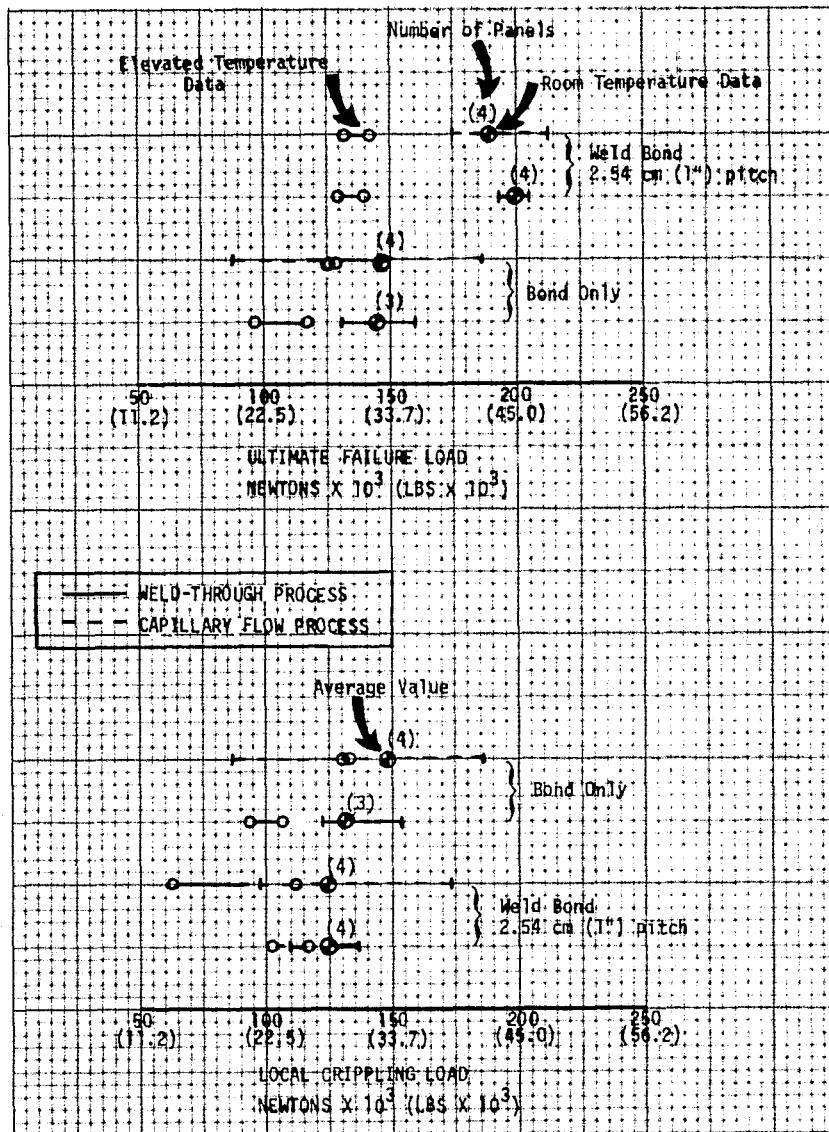 Number of Panels
Elevated Temperature
Data
Room Temperature Data
(4)
Weld Bond
2.54 cm (1") pitch
(4)
(4)
Bond Only
(3)
50 100 150 200 250
(11.2) (22.5) (33.7) (45.0) (56.2)
ULTIMATE FAILURE LOAD
NEWTONS X 10³ (LBS X 10³)
WELD-THROUGH PROCESS
CAPILLARY FLOW PROCESS
Average Value
(4)
Bond Only
(3)
(4)
Weld Bond
2.54 cm (1") pitch
(4)
50 100 150 200 250
(11.2) (22.5) (33.7) (45.0) (56.2)
LOCAL CRIPPLING LOAD
NEWTONS X 10³ (LBS X 10³)